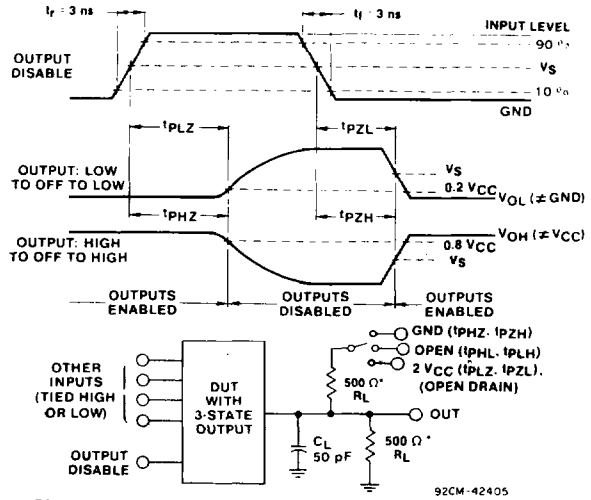 tr = 3 ns
tf = 3 ns
INPUT LEVEL
90 %
OUTPUT
DISABLE
VS
10 %
GND
tPLZ
tPZL
OUTPUT: LOW
TO OFF TO LOW
VS
0.2 VCC
VOL (≠GND)
tPHZ
tPZH
OUTPUT: HIGH
TO OFF TO
HIGH
VOH (≠VCC)
0.8 VCC
VS
OUTPUTS
ENABLED
OUTPUTS
DISABLED
OUTPUTS
ENABLED
GND (tPHZ, tPZH)
OPEN (tPHL, tPLH)
2 VCC (tPLZ, tPZL),
(OPEN DRAIN)
OTHER
INPUTS
(TIED HIGH
OR LOW)
DUT
WITH
3-STATE
OUTPUT
500 Ω*
RL
OUT
CL
50 pF
500 Ω*
RL
OUTPUT
DISABLE
92CM-42405